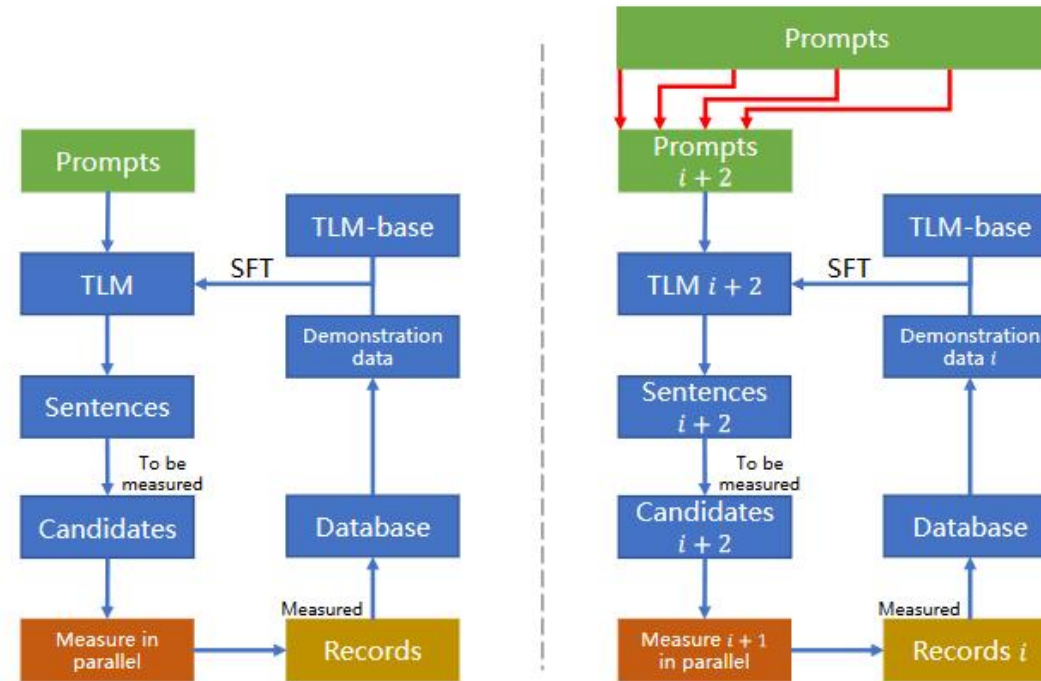 Prompts
TLM-base
SFT
TLM
Demonstration
data
Sentences
To be
measured
Candidates
Database
Measured
Measure in
parallel
Records
Prompts
Prompts
i + 2
TLM-base
SFT
TLM i + 2
Demonstration
data i
Sentences
i + 2
To be
measured
Candidates
i + 2
Database
Measured
Measure i + 1
in parallel
Records i